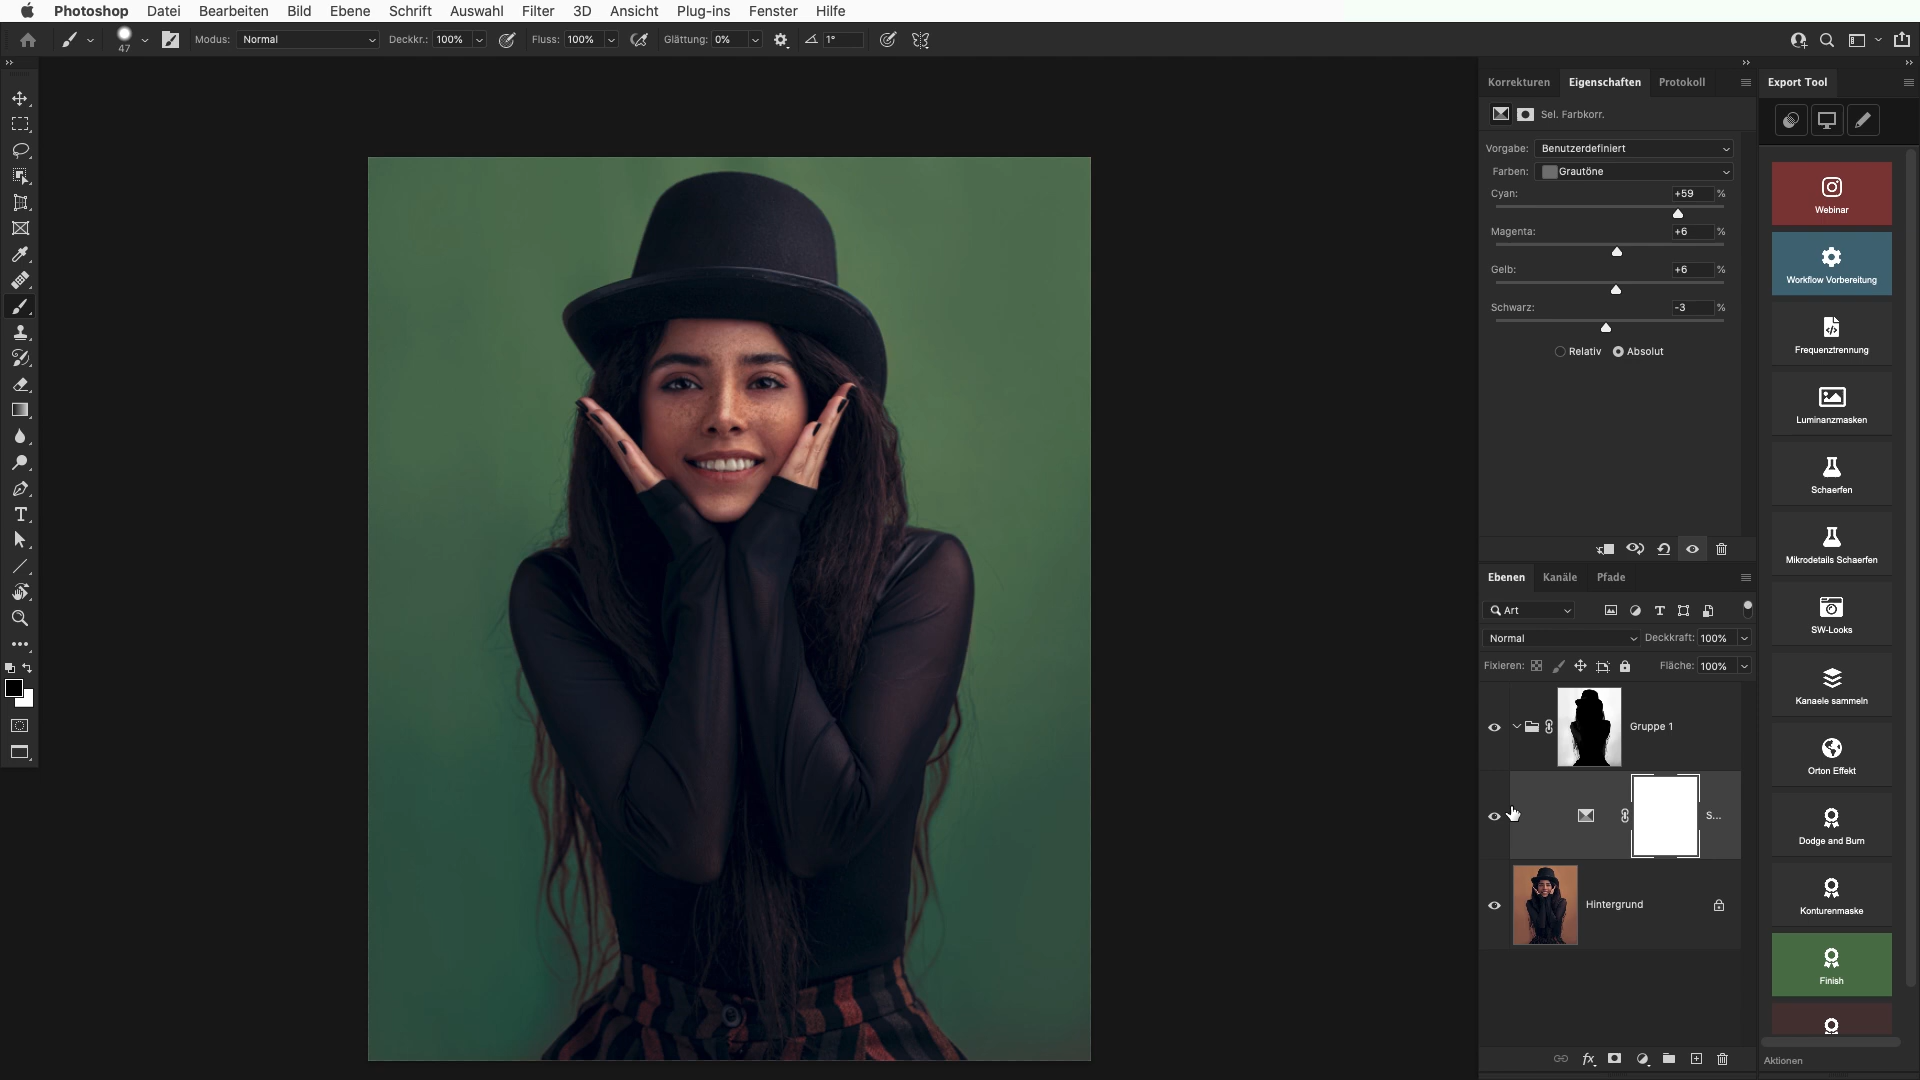 Photoshop Datei Bearbeiten Bild Ebene Schrift Auswahl Filter 3D Ansicht Plug-ins Fenster Hilfe
47 Modus: Normal Deckkr.: 100% Fluss: 100% Glättung: 0% 1°
Korrekturen Eigenschaften Protokoll
Export Tool
Sel. Farbkorr.
Vorgabe: Benutzerdefiniert
Farben: Grautöne
Cyan: +59 %
Magenta: +6 %
Gelb: +6 %
Schwarz: -3 %
Relativ Absolut
Ebenen Kanäle Pfade
Art
Normal Deckkraft: 100%
Fixieren: Fläche: 100%
Gruppe 1
S...
Hintergrund
fx
Webinar
Workflow Vorbereitung
Frequenztrennung
Luminanzmasken
Schaerfen
Mikrodetails Schaerfen
SW-Looks
Kanaele sammeln
Orton Effekt
Dodge and Burn
Konturenmaske
Finish
Aktionen